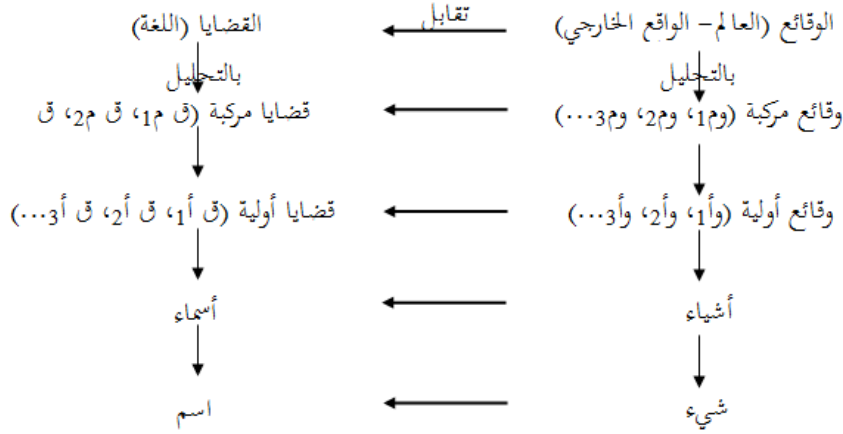 الوقائع (العالم– الواقع الخارجي) تقابل القضايا (اللغة)
بالتحليل بالتحليل
وقائع مركبة (وم1، وم2، وم3...) قضايا مركبة (ق م1، ق م2، ق
وقائع أولية (وأ1، وأ2، وأ3...) قضايا أولية (ق أ1، ق أ2، ق أ3...)
أشياء أسماء
شيء اسم